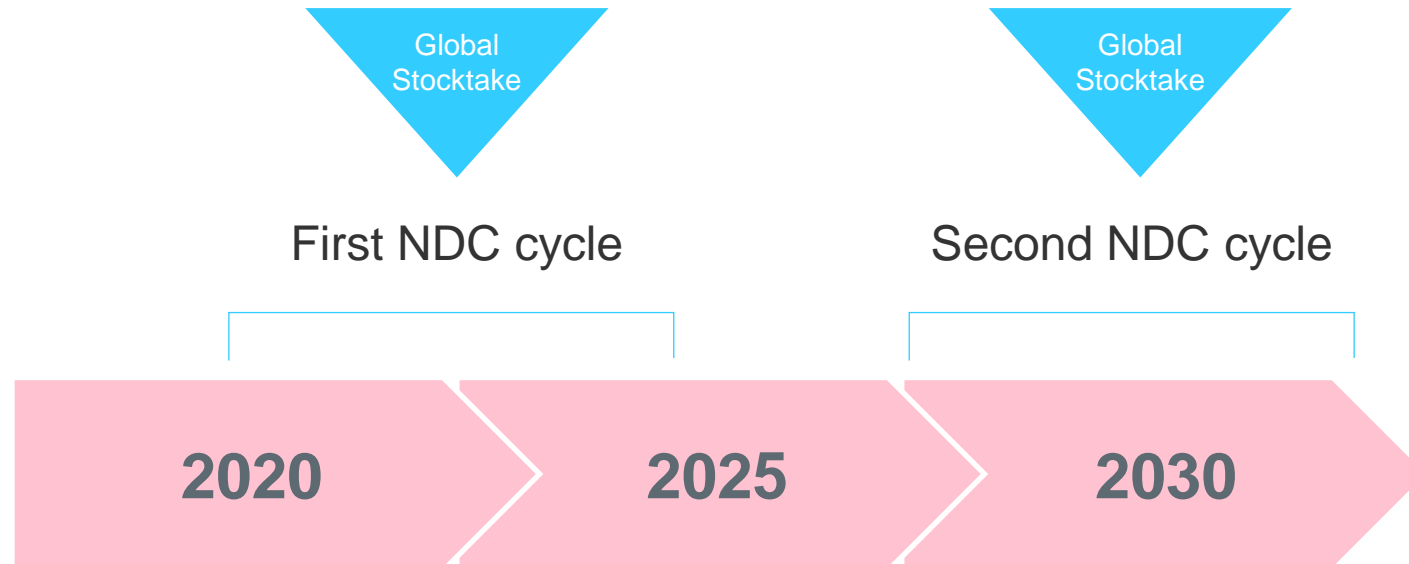 Global
Stocktake
Global
Stocktake
First NDC cycle
Second NDC cycle
2020
2025
2030